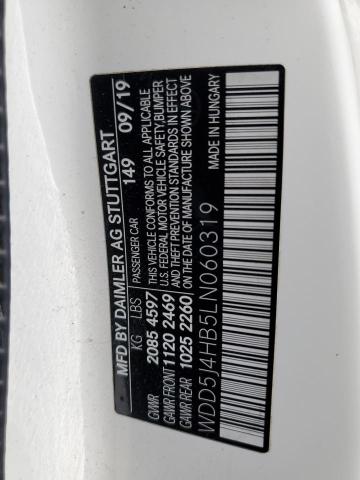 MFD BY DAIMLER AG STUTTGART
KG LBS PASSENGER CAR 149 09/19
GVWR 2085 4597 THIS VEHICLE CONFORMS TO ALL APPLICABLE
GAWR FRONT 1120 2469 U.S. FEDERAL MOTOR VEHICLE SAFETY,BUMPER
AND THEFT PREVENTION STANDARDS IN EFFECT
GAWR REAR 1025 2260 ON THE DATE OF MANUFACTURE SHOWN ABOVE
WDD5J4HB5LN060319 MADE IN HUNGARY